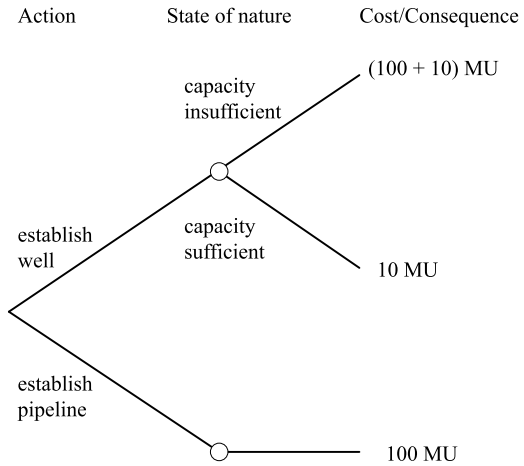 Action State of nature Cost/Consequence
(100 + 10) MU
capacity
insufficient
capacity
sufficient
establish
well
10 MU
establish
pipeline
100 MU